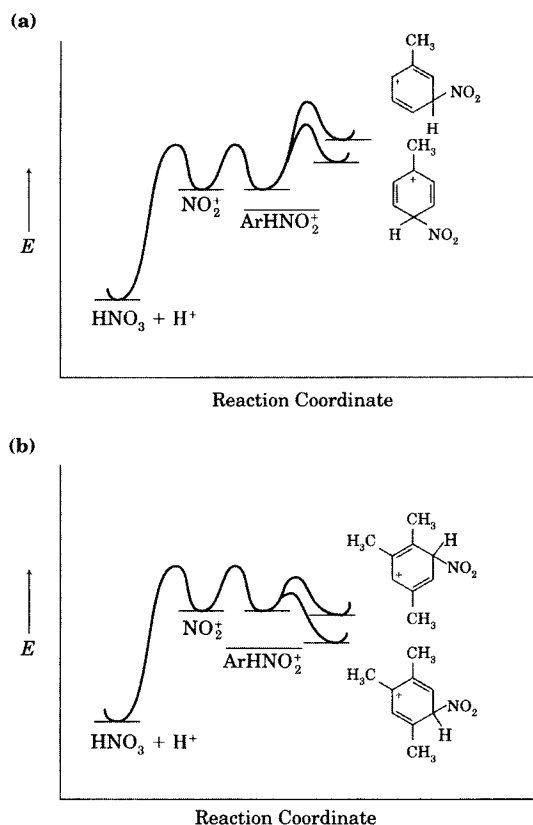 (a)
CH₃
+
NO₂
H
CH₃
+
NO₂⁺
ArHNO₂⁺
H
NO₂
E
HNO₃ + H⁺
Reaction Coordinate
(b)
CH₃
H
H₃C
NO₂
+
CH₃
NO₂⁺
ArHNO₂⁺
CH₃
H₃C
+
NO₂
H
CH₃
E
HNO₃ + H⁺
Reaction Coordinate